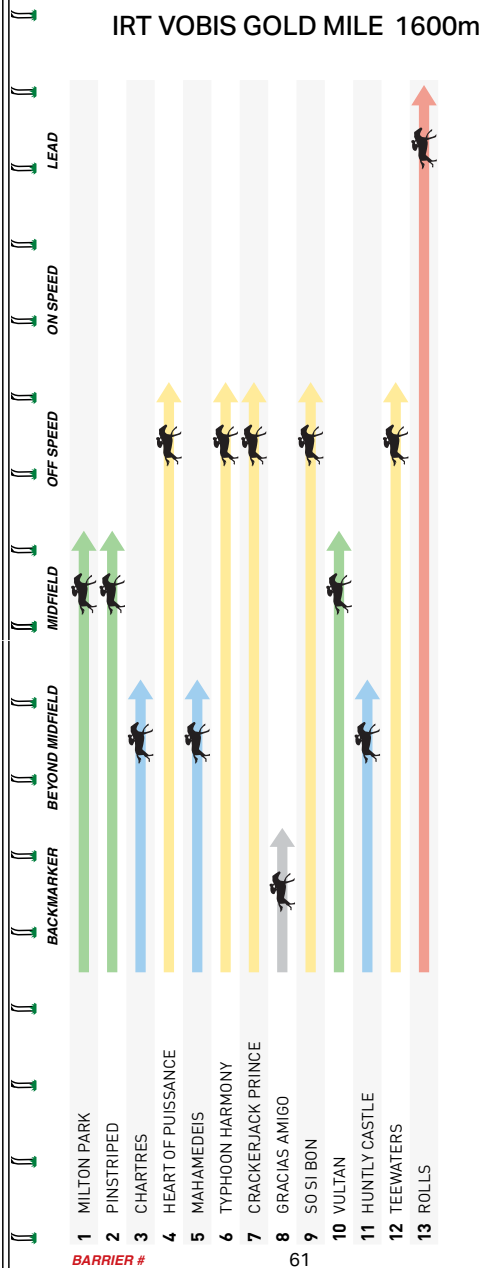 IRT VOBIS GOLD MILE 1600m
LEAD
ON SPEED
OFF SPEED
MIDFIELD
BEYOND MIDFIELD
BACKMARKER
1 MILTON PARK
2 PINSTRIPED
3 CHARTRES
4 HEART OF PUISSANCE
5 MAHAMEDEIS
6 TYPHOON HARMONY
7 CRACKERJACK PRINCE
8 GRACIAS AMIGO
9 SO SI BON
10 VULTAN
11 HUNTLY CASTLE
12 TEEWATERS
13 ROLLS
BARRIER #
61